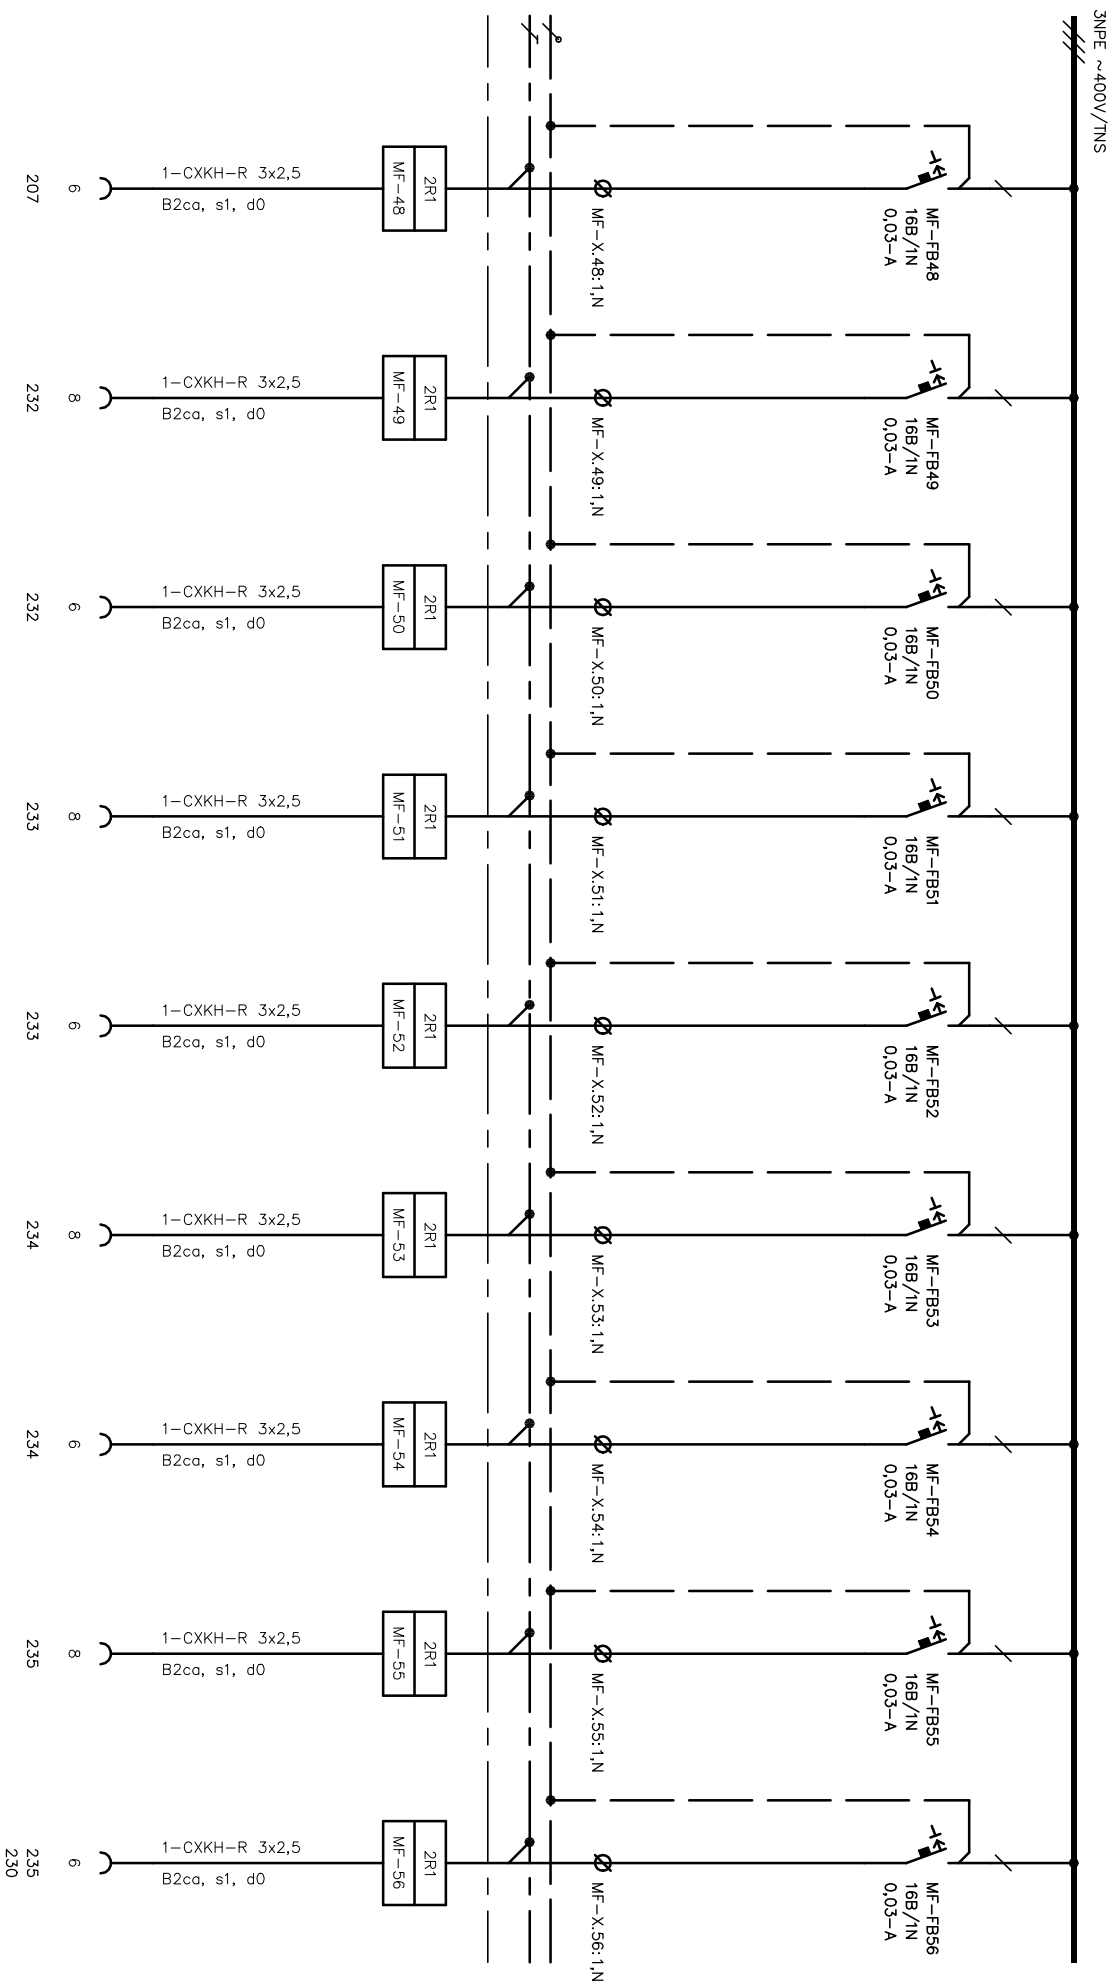 3NPE ~400V/TNS
MF-FB48
16B/1N
0,03-A
MF-X.48:1,N
2R1
MF-48
1-CXKH-R 3x2,5
B2ca, s1, d0
6
207
MF-FB49
16B/1N
0,03-A
MF-X.49:1,N
2R1
MF-49
1-CXKH-R 3x2,5
B2ca, s1, d0
8
232
MF-FB50
16B/1N
0,03-A
MF-X.50:1,N
2R1
MF-50
1-CXKH-R 3x2,5
B2ca, s1, d0
6
232
MF-FB51
16B/1N
0,03-A
MF-X.51:1,N
2R1
MF-51
1-CXKH-R 3x2,5
B2ca, s1, d0
8
233
MF-FB52
16B/1N
0,03-A
MF-X.52:1,N
2R1
MF-52
1-CXKH-R 3x2,5
B2ca, s1, d0
6
233
MF-FB53
16B/1N
0,03-A
MF-X.53:1,N
2R1
MF-53
1-CXKH-R 3x2,5
B2ca, s1, d0
8
234
MF-FB54
16B/1N
0,03-A
MF-X.54:1,N
2R1
MF-54
1-CXKH-R 3x2,5
B2ca, s1, d0
6
234
MF-FB55
16B/1N
0,03-A
MF-X.55:1,N
2R1
MF-55
1-CXKH-R 3x2,5
B2ca, s1, d0
8
235
MF-FB56
16B/1N
0,03-A
MF-X.56:1,N
2R1
MF-56
1-CXKH-R 3x2,5
B2ca, s1, d0
6
235
230